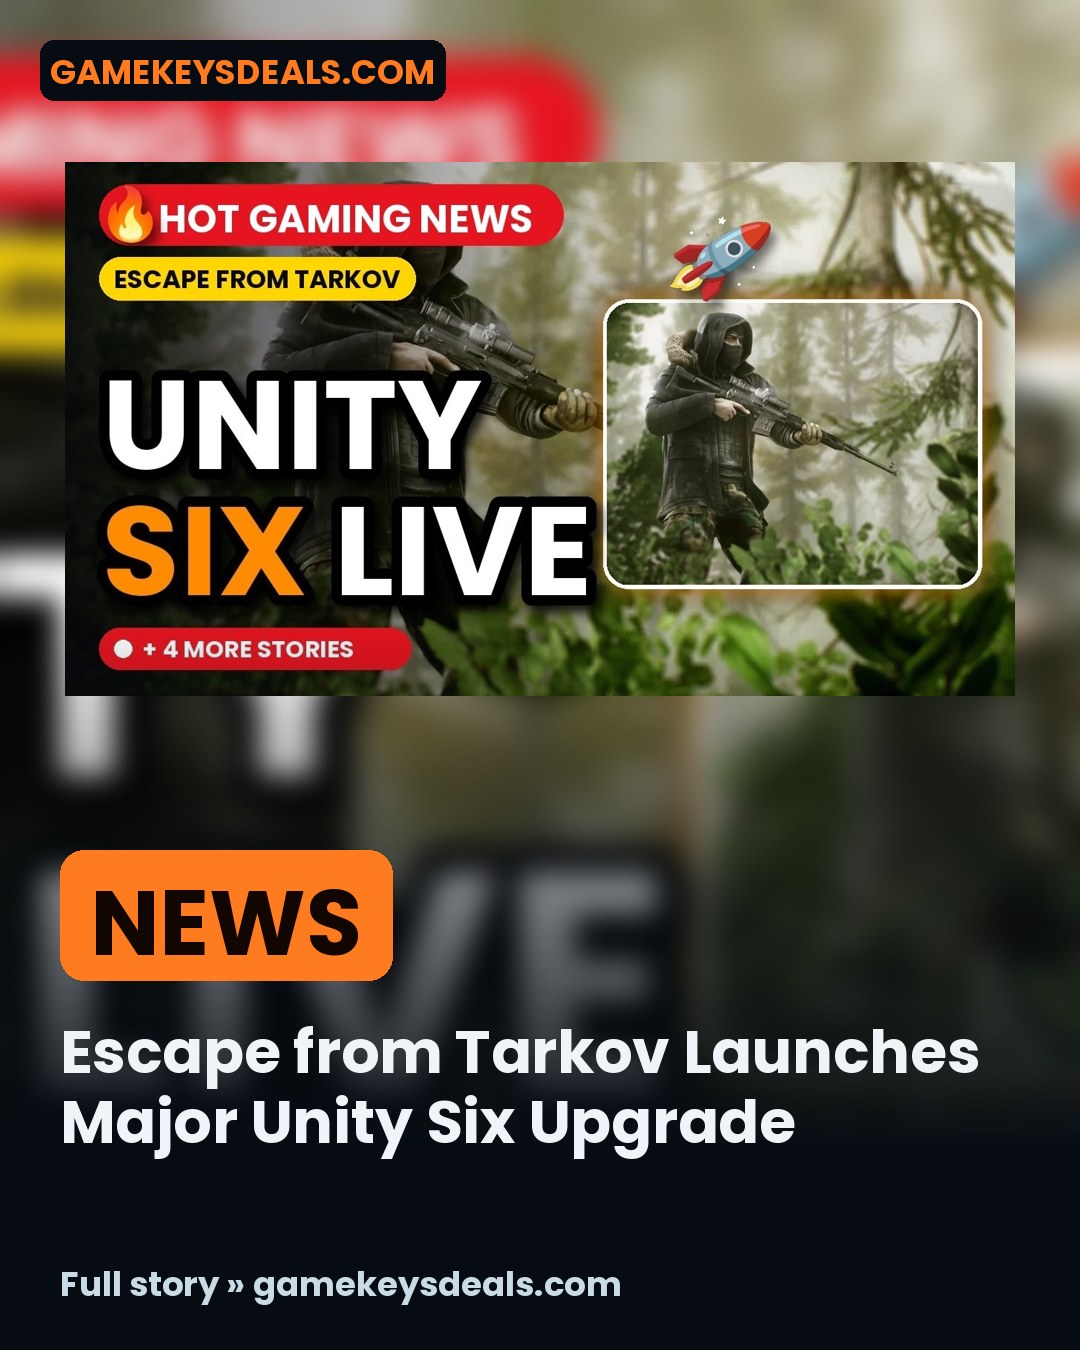 GAMEKEYSDEALS.COM
HOT GAMING NEWS
ESCAPE FROM TARKOV
UNITY
SIX LIVE
+ 4 MORE STORIES
NEWS
Escape from Tarkov Launches
Major Unity Six Upgrade
Full story » gamekeysdeals.com